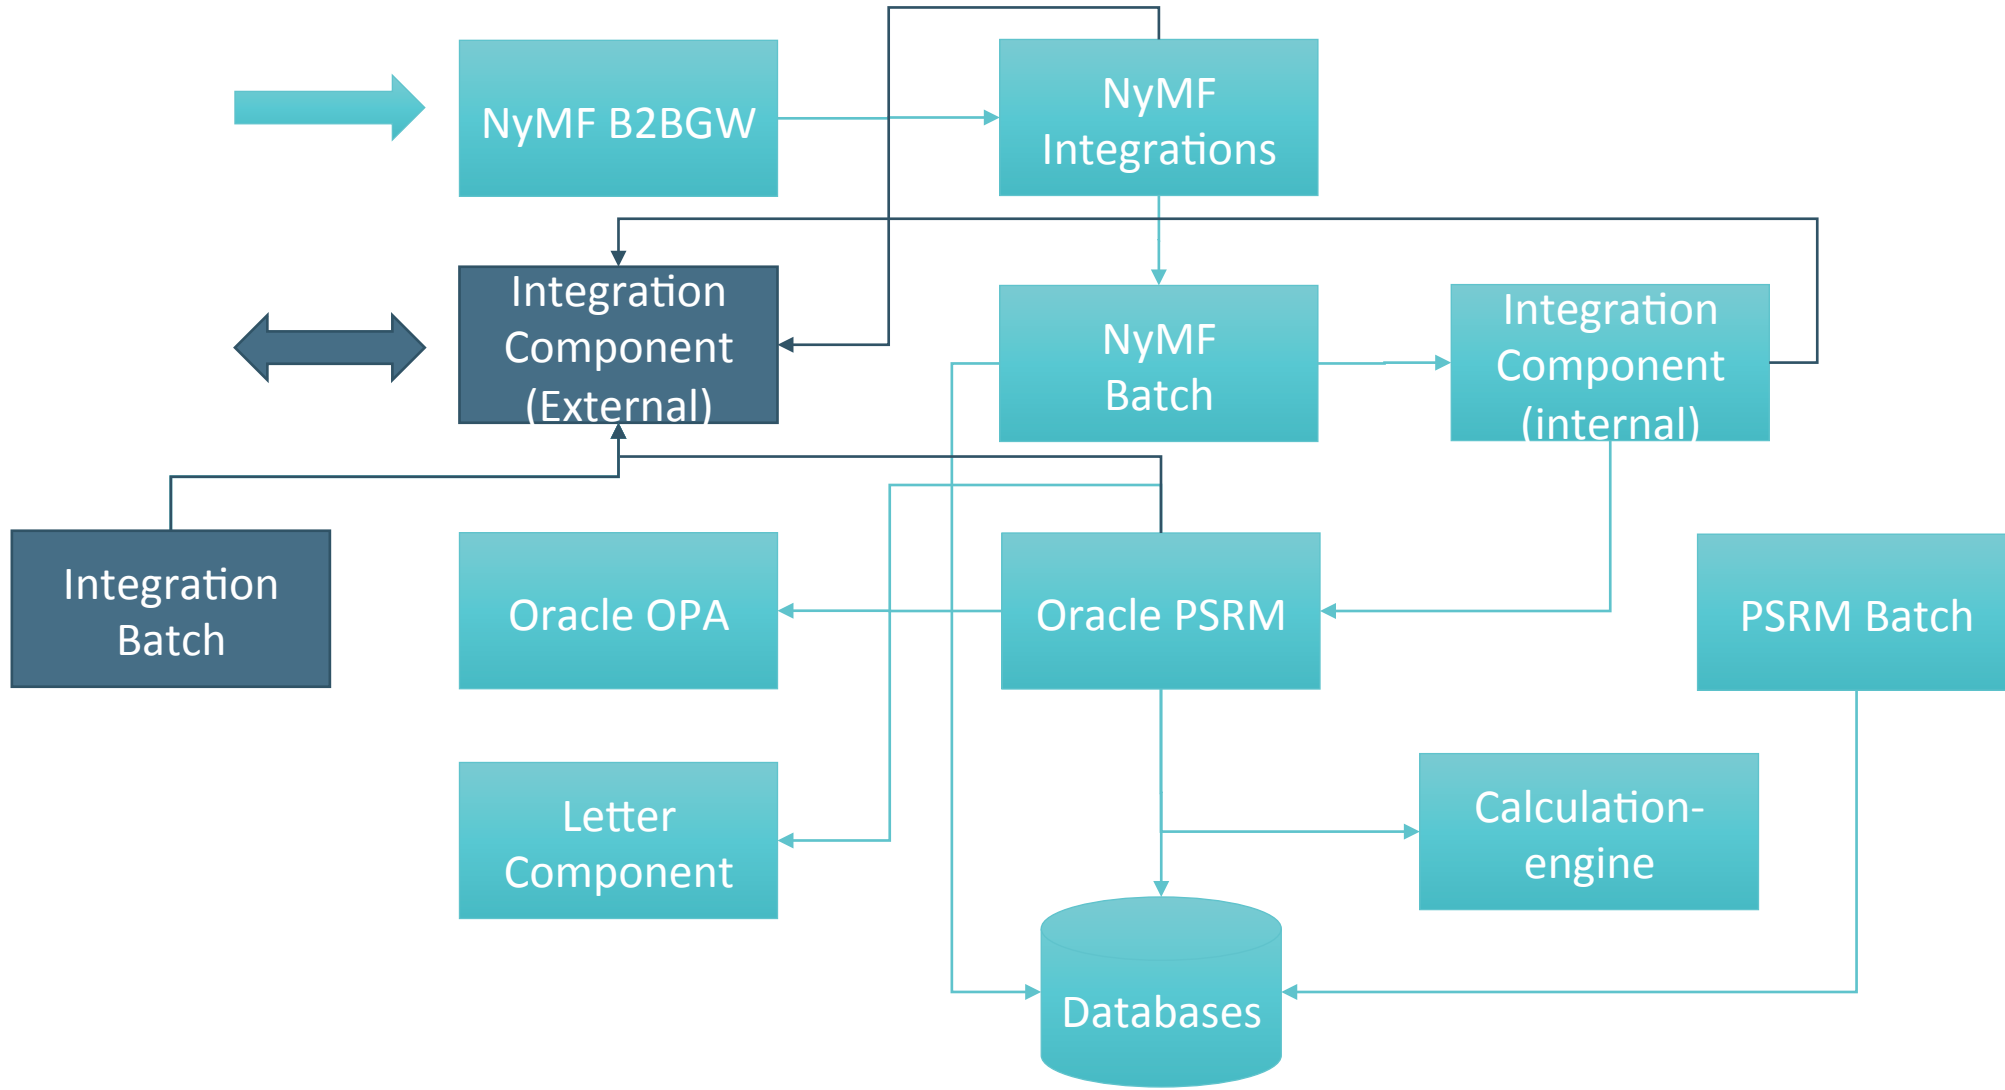 NyMF B2BGW
NyMF
Integrations
Integration
Component
(External)
NyMF
Batch
Integration
Component
(internal)
Integration
Batch
Oracle OPA
Oracle PSRM
PSRM Batch
Letter
Component
Calculation-
engine
Databases